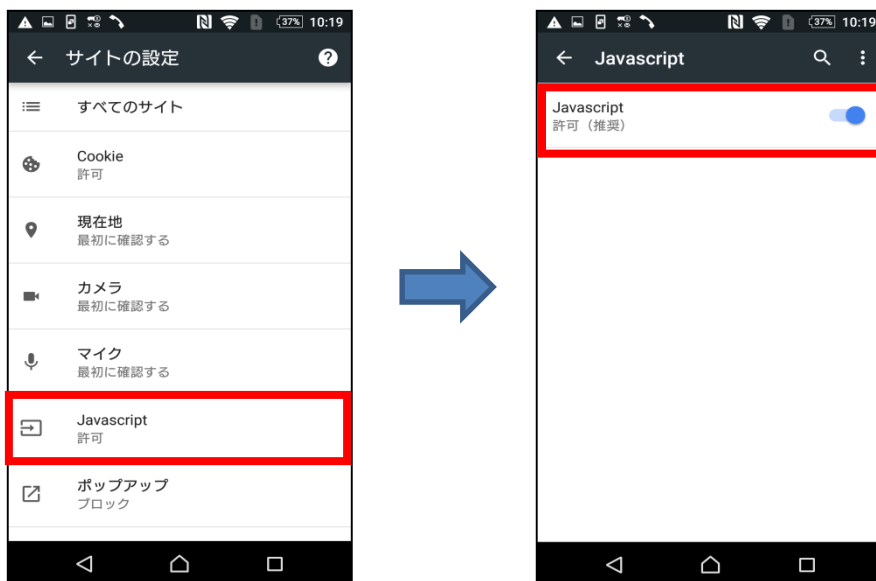 37% 10:19
サイトの設定
すべてのサイト
Cookie
許可
現在地
最初に確認する
カメラ
最初に確認する
マイク
最初に確認する
Javascript
許可
ポップアップ
ブロック
37% 10:19
Javascript
Javascript
許可（推奨）